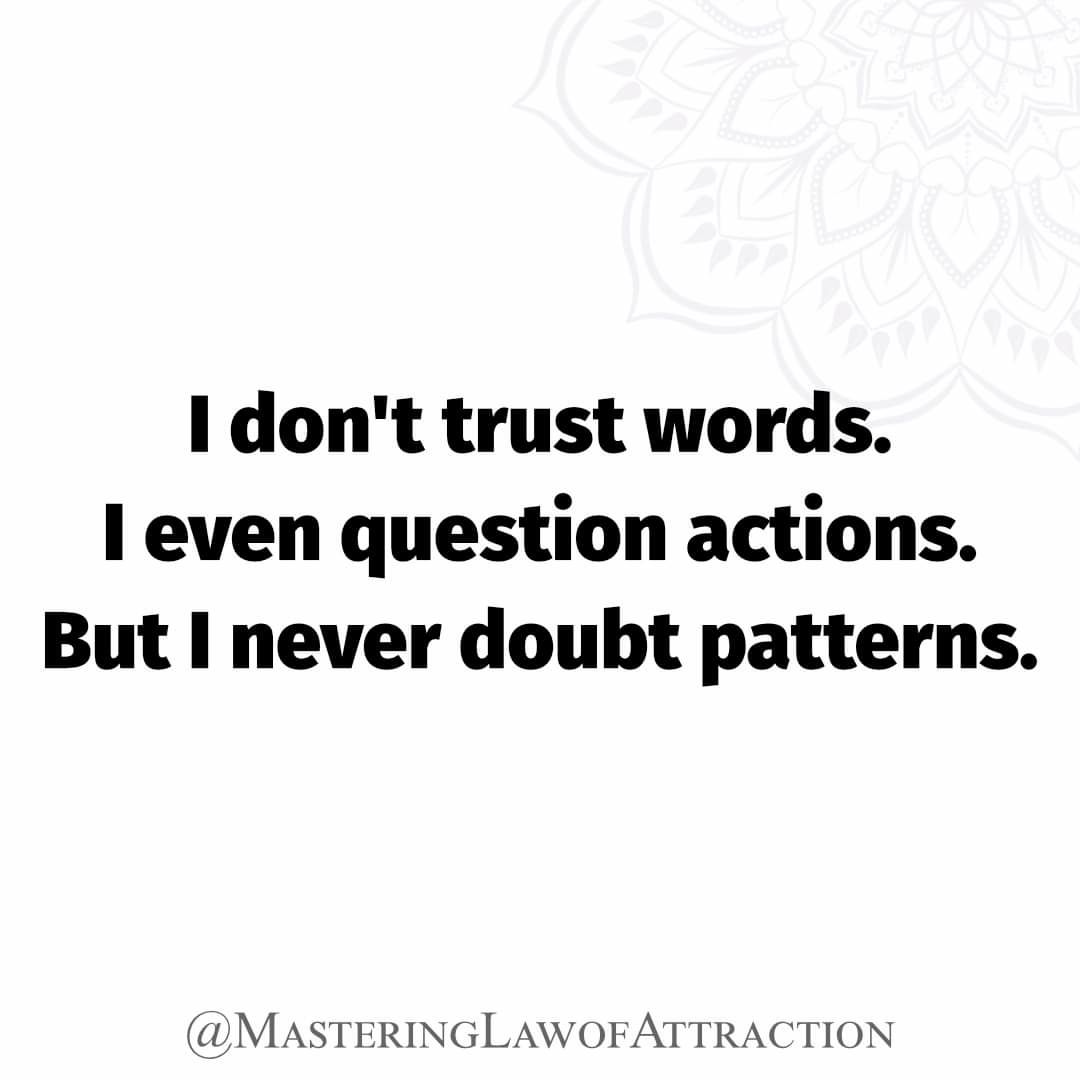 I don't trust words.
I even question actions.
But I never doubt patterns.
@MasteringLawofAttraction